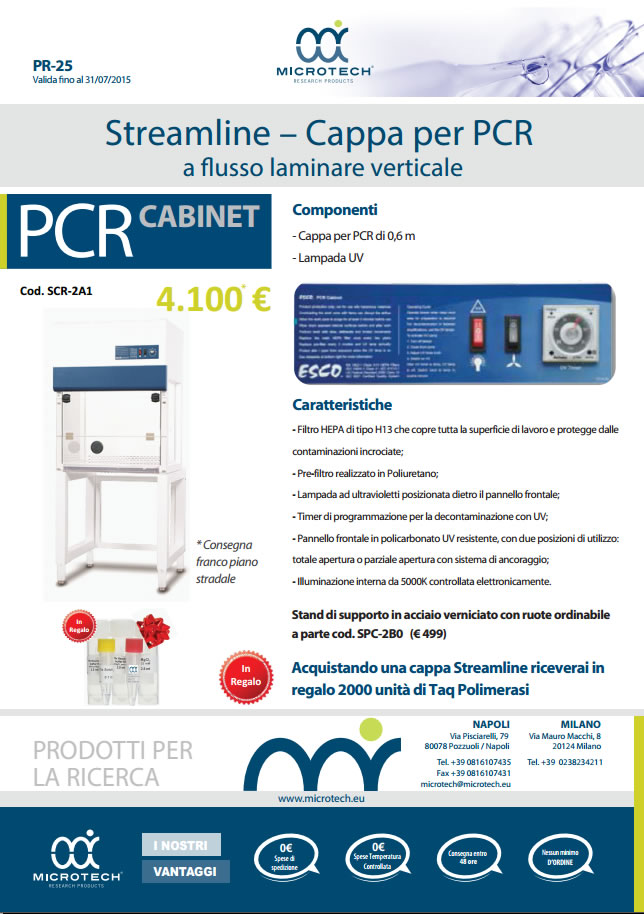 PR-25
Valida fino al 31/07/2015
MICROTECH®
RESEARCH PRODUCTS
Streamline – Cappa per PCR
a flusso laminare verticale
PCR CABINET
Cod. SCR-2A1
4.100* €
Componenti
- Cappa per PCR di 0,6 m
- Lampada UV
ESCO PCR Cabinet
Operating Guide
ESCO
UV Timer
Caratteristiche
- Filtro HEPA di tipo H13 che copre tutta la superficie di lavoro e protegge dalle
contaminazioni incrociate;
- Pre-filtro realizzato in Poliuretano;
- Lampada ad ultravioletti posizionata dietro il pannello frontale;
- Timer di programmazione per la decontaminazione con UV;
- Pannello frontale in policarbonato UV resistente, con due posizioni di utilizzo:
totale apertura o parziale apertura con sistema di ancoraggio;
- Illuminazione interna da 5000K controllata elettronicamente.
* Consegna
franco piano
stradale
Stand di supporto in acciaio verniciato con ruote ordinabile
a parte cod. SPC-2B0 (€ 499)
In
Regalo
MgCl₂
In
Regalo
Acquistando una cappa Streamline riceverai in
regalo 2000 unità di Taq Polimerasi
PRODOTTI PER
LA RICERCA
www.microtech.eu
NAPOLI
Via Pisciarelli, 79
80078 Pozzuoli / Napoli
Tel. +39 0816107435
Fax +39 0816107431
microtech@microtech.eu
MILANO
Via Mauro Macchi, 8
20124 Milano
Tel. +39 0238234211
MICROTECH®
RESEARCH PRODUCTS
I NOSTRI
VANTAGGI
0€
Spese di
spedizione
0€
Spese Temperatura
Controllata
Consegna entro
48 ore
Nessun minimo
D'ORDINE